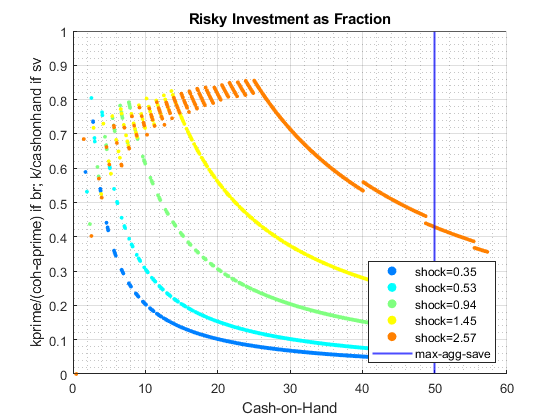 Risky Investment as Fraction
kprime/(coh-aprime) if br; k/cashonhand if sv
1
0.9
0.8
0.7
0.6
0.5
0.4
0.3
0.2
0.1
0
0 10 20 30 40 50 60
Cash-on-Hand
shock=0.35
shock=0.53
shock=0.94
shock=1.45
shock=2.57
max-agg-save